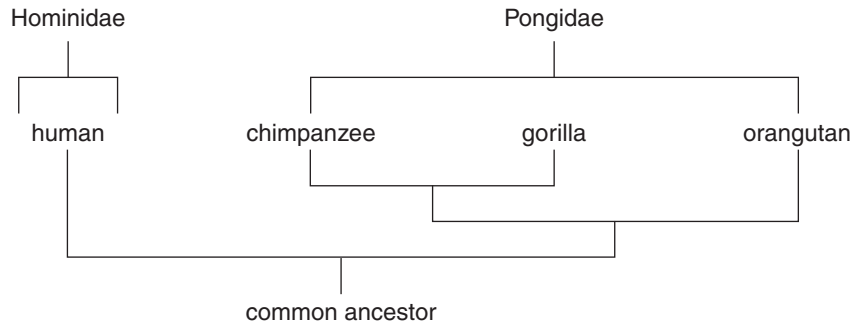 Hominidae Pongidae
human chimpanzee gorilla orangutan
common ancestor